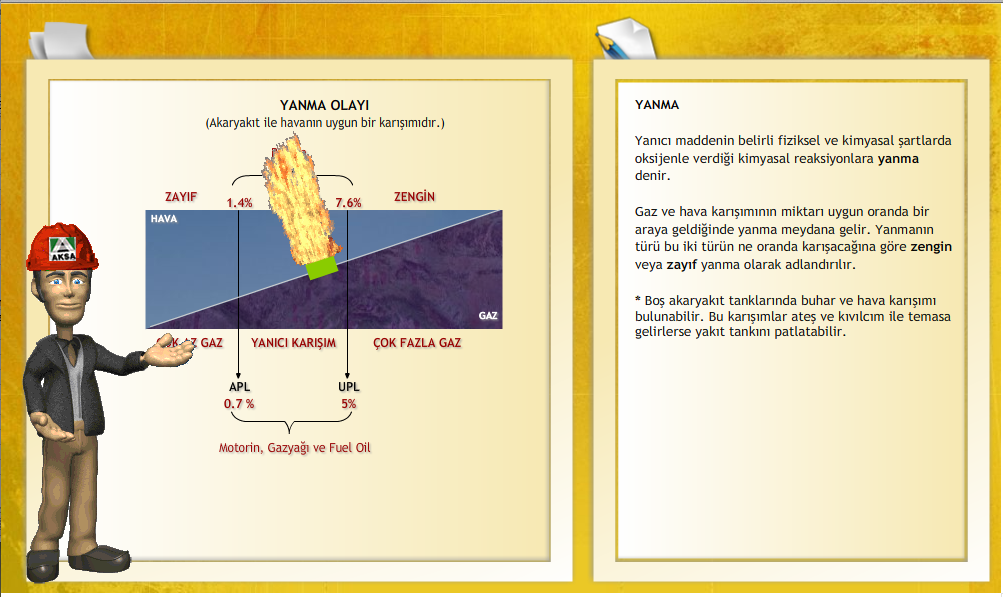 YANMA OLAYI
(Akaryakıt ile havanın uygun bir karışımıdır.)
ZAYIF
1.4%
7.6%
ZENGİN
HAVA
GAZ
AZ GAZ
YANICI KARIŞIM
ÇOK FAZLA GAZ
APL
UPL
0.7 %
5%
Motorin, Gazyağı ve Fuel Oil
AKSA
YANMA
Yanıcı maddenin belirli fiziksel ve kimyasal şartlarda
oksijenle verdiği kimyasal reaksiyonlara yanma
denir.
Gaz ve hava karışımının miktarı uygun oranda bir
araya geldiğinde yanma meydana gelir. Yanmanın
türü bu iki türün ne oranda karışacağına göre zengin
veya zayıf yanma olarak adlandırılır.
* Boş akaryakıt tanklarında buhar ve hava karışımı
bulunabilir. Bu karışımlar ateş ve kıvılcım ile temasa
gelirlerse yakıt tankını patlatabilir.